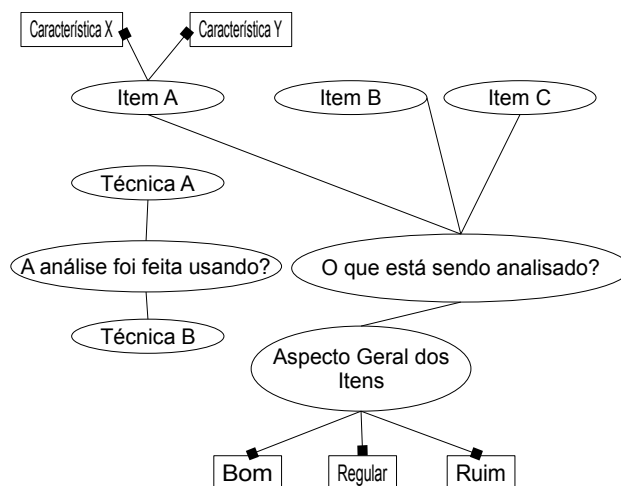 Característica X
Característica Y
Item A
Item B
Item C
Técnica A
A análise foi feita usando?
O que está sendo analisado?
Técnica B
Aspecto Geral dos
Itens
Bom
Regular
Ruim